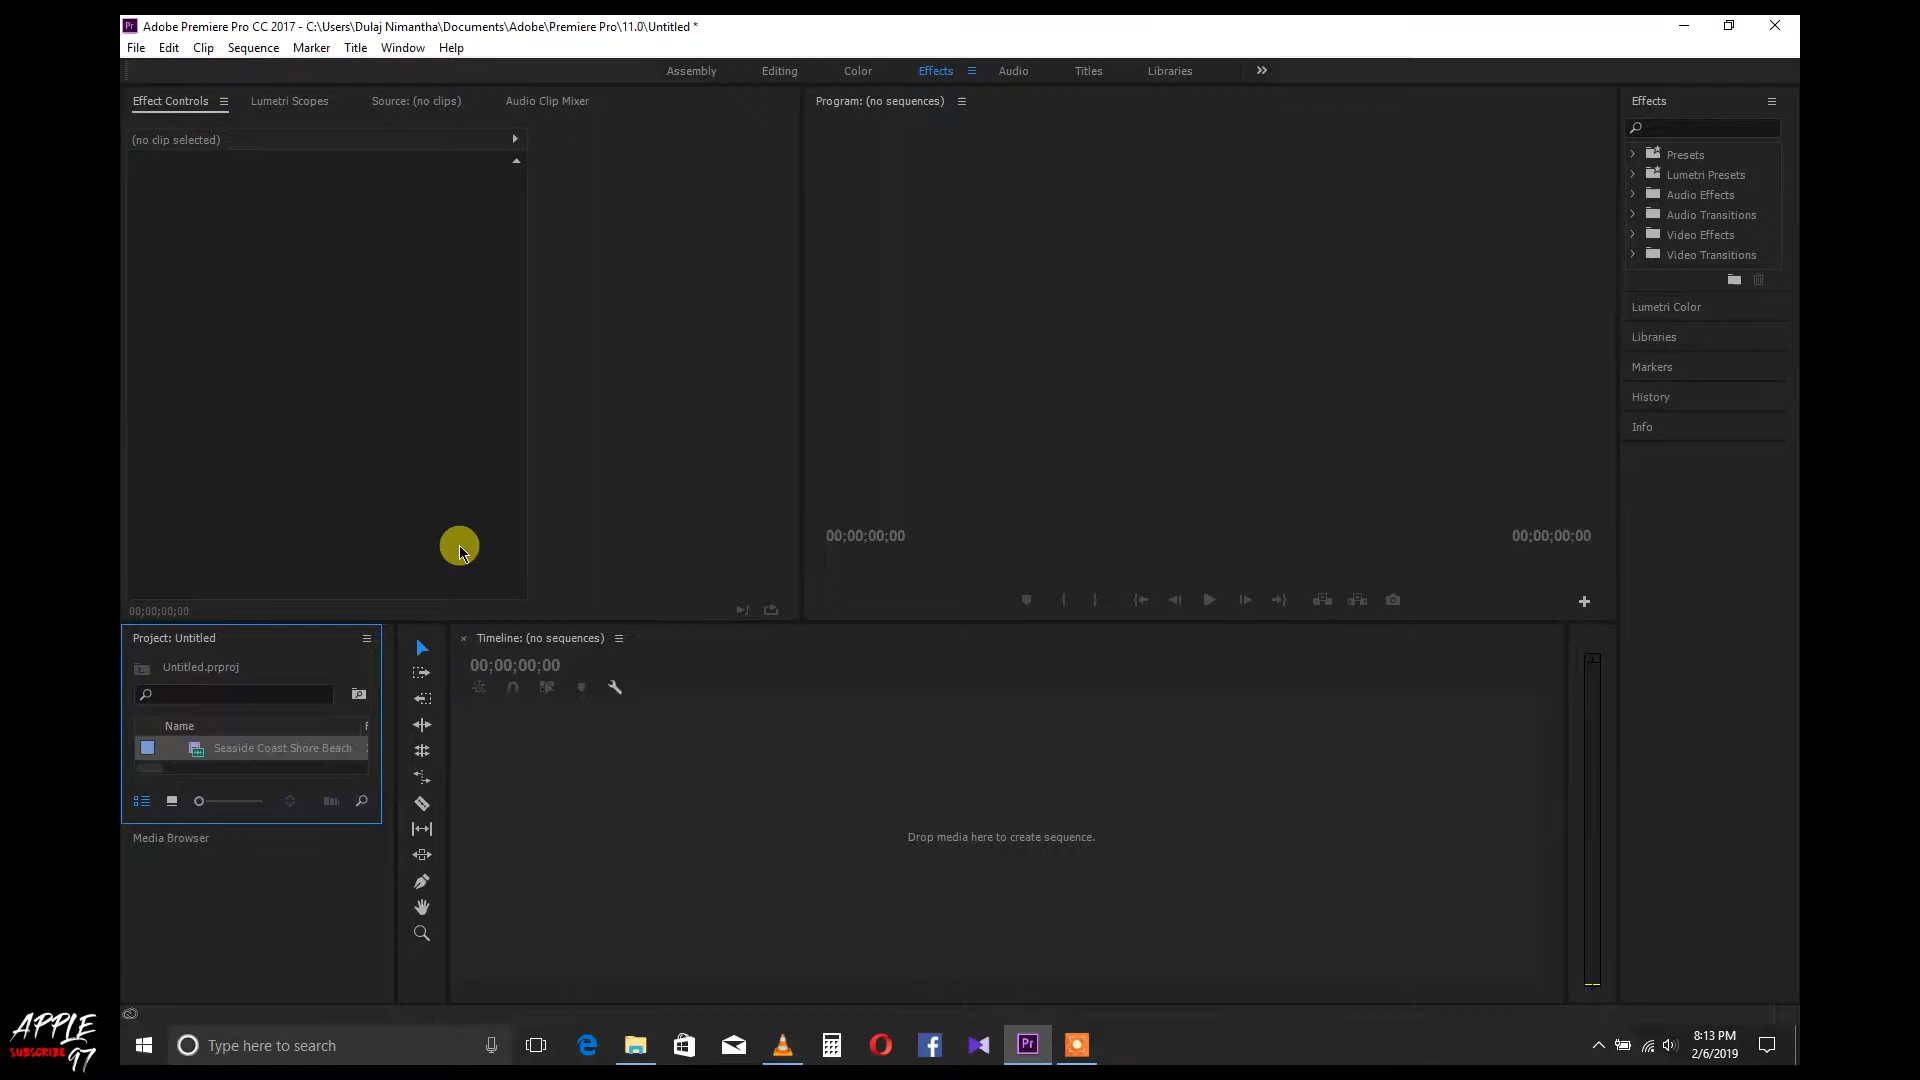 Adobe Premiere Pro CC 2017 - C:\Users\Dulaj Nimantha\Documents\Adobe\Premiere Pro\11.0\Untitled *
File Edit Clip Sequence Marker Title Window Help
Assembly Editing Color Effects Audio Titles Libraries
Effect Controls Lumetri Scopes Source: (no clips) Audio Clip Mixer
(no clip selected)
00;00;00;00
Program: (no sequences)
00;00;00;00 00;00;00;00
Effects
Presets
Lumetri Presets
Audio Effects
Audio Transitions
Video Effects
Video Transitions
Lumetri Color
Libraries
Markers
History
Info
Project: Untitled
Untitled.prproj
Name
Seaside Coast Shore Beach
Media Browser
Timeline: (no sequences)
00;00;00;00
Drop media here to create sequence.
APPLE
SUBSCRIBE 97
Type here to search
8:13 PM
2/6/2019